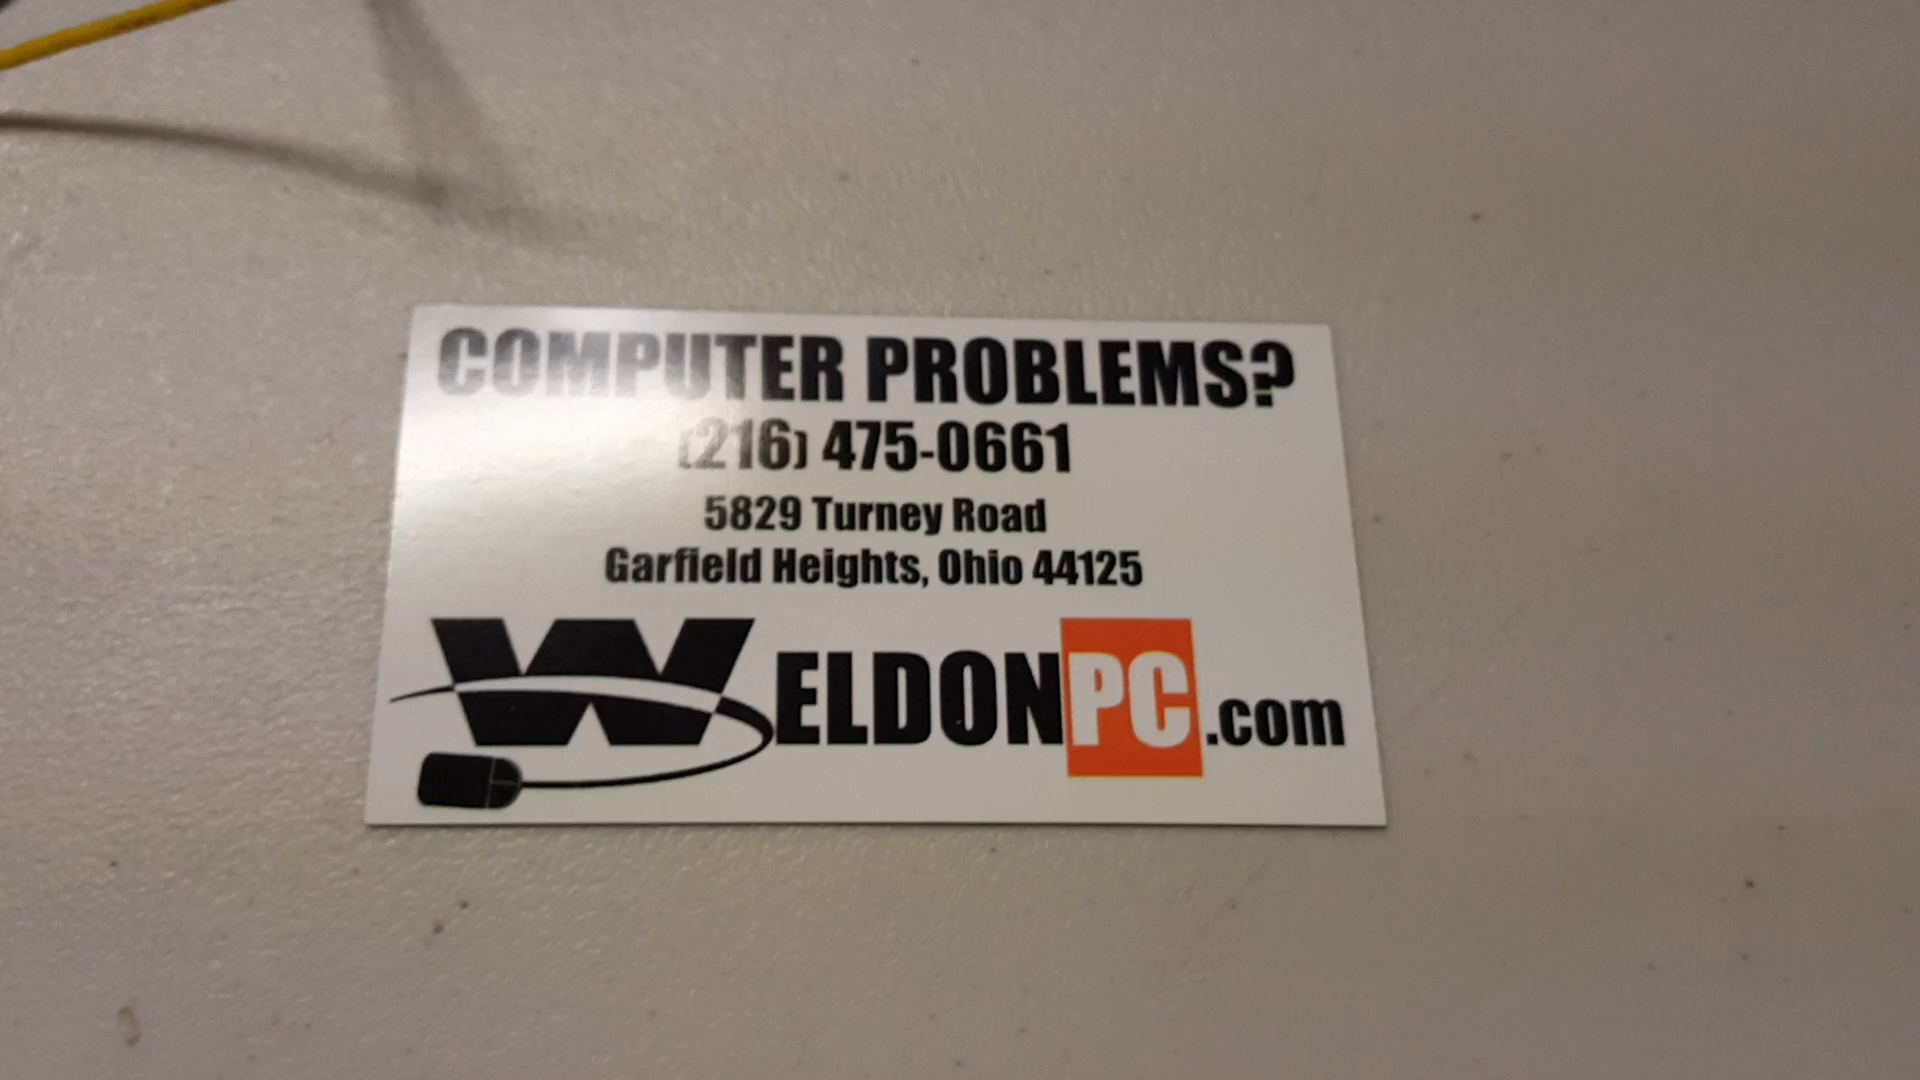 COMPUTER PROBLEMS?
(216) 475-0661
5829 Turney Road
Garfield Heights, Ohio 44125
WELDONPC.com